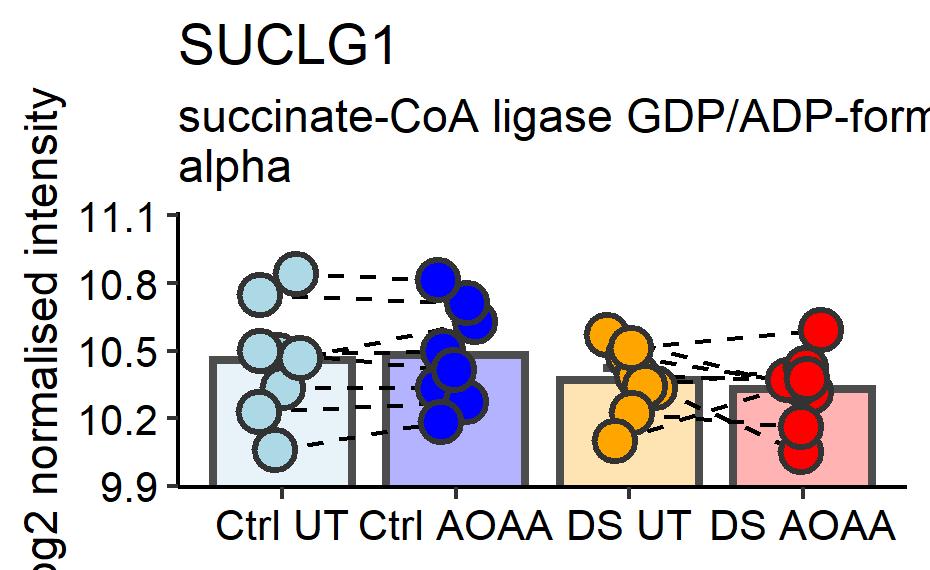 SUCLG1
succinate-CoA ligase GDP/ADP-form
alpha
og2 normalised intensity
11.1
10.8
10.5
10.2
9.9
Ctrl UT Ctrl AOAA DS UT DS AOAA